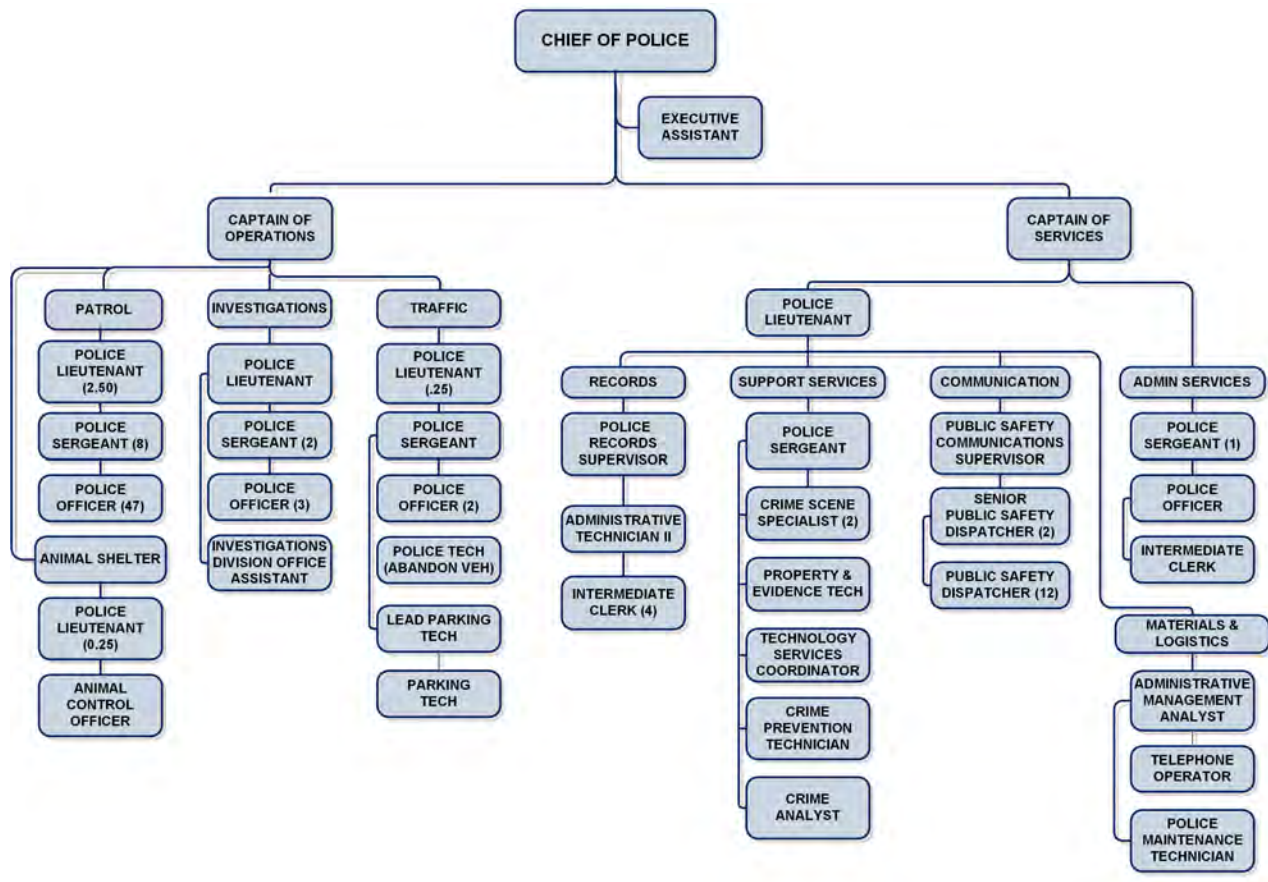 CHIEF OF POLICE
EXECUTIVE
ASSISTANT
CAPTAIN OF
OPERATIONS
CAPTAIN OF
SERVICES
PATROL
POLICE
LIEUTENANT
(2.50)
POLICE
SERGEANT (8)
POLICE
OFFICER (47)
ANIMAL SHELTER
POLICE
LIEUTENANT
(0.25)
ANIMAL
CONTROL
OFFICER
INVESTIGATIONS
POLICE
LIEUTENANT
POLICE
SERGEANT (2)
POLICE
OFFICER (3)
INVESTIGATIONS
DIVISION OFFICE
ASSISTANT
TRAFFIC
POLICE
LIEUTENANT
(.25)
POLICE
SERGEANT
POLICE
OFFICER (2)
POLICE TECH
(ABANDON VEH)
LEAD PARKING
TECH
PARKING
TECH
POLICE
LIEUTENANT
RECORDS
POLICE
RECORDS
SUPERVISOR
ADMINISTRATIVE
TECHNICIAN II
INTERMEDIATE
CLERK (4)
SUPPORT SERVICES
POLICE
SERGEANT
CRIME SCENE
SPECIALIST (2)
PROPERTY &
EVIDENCE TECH
TECHNOLOGY
SERVICES
COORDINATOR
CRIME
PREVENTION
TECHNICIAN
CRIME
ANALYST
COMMUNICATION
PUBLIC SAFETY
COMMUNICATIONS
SUPERVISOR
SENIOR
PUBLIC SAFETY
DISPATCHER (2)
PUBLIC SAFETY
DISPATCHER (12)
ADMIN SERVICES
POLICE
SERGEANT (1)
POLICE
OFFICER
INTERMEDIATE
CLERK
MATERIALS &
LOGISTICS
ADMINISTRATIVE
MANAGEMENT
ANALYST
TELEPHONE
OPERATOR
POLICE
MAINTENANCE
TECHNICIAN